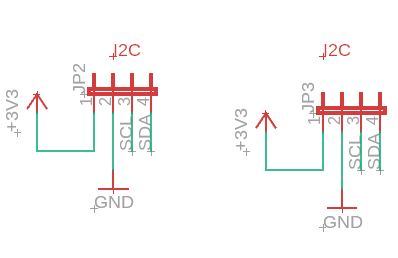 I2C
JP2
1
2
3
4
+3V3
SCL
SDA
GND
I2C
JP3
1
2
3
4
+3V3
SCL
SDA
GND